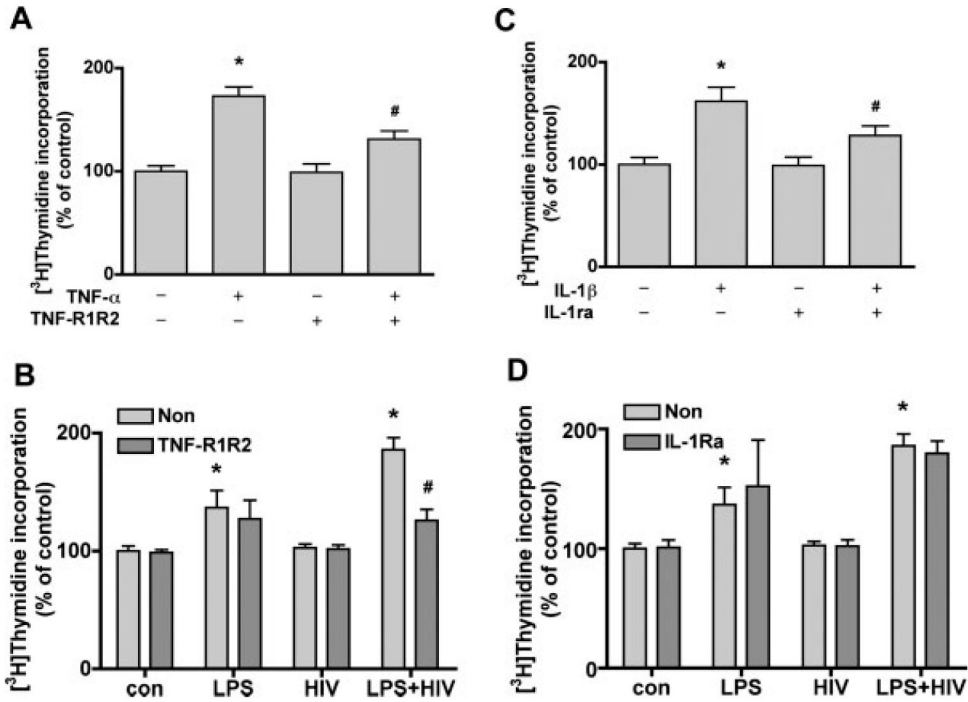 A
[³H]Thymidine incorporation
(% of control)
200
100
0
*
#
TNF-α − + − +
TNF-R1R2 − − + +
C
[³H]Thymidine incorporation
(% of control)
200
100
0
*
#
IL-1β − + − +
IL-1ra − − + +
B
[³H]Thymidine incorporation
(% of control)
200
100
0
Non
TNF-R1R2
*
*
#
con LPS HIV LPS+HIV
D
[³H]Thymidine incorporation
(% of control)
200
100
0
Non
IL-1Ra
*
*
con LPS HIV LPS+HIV